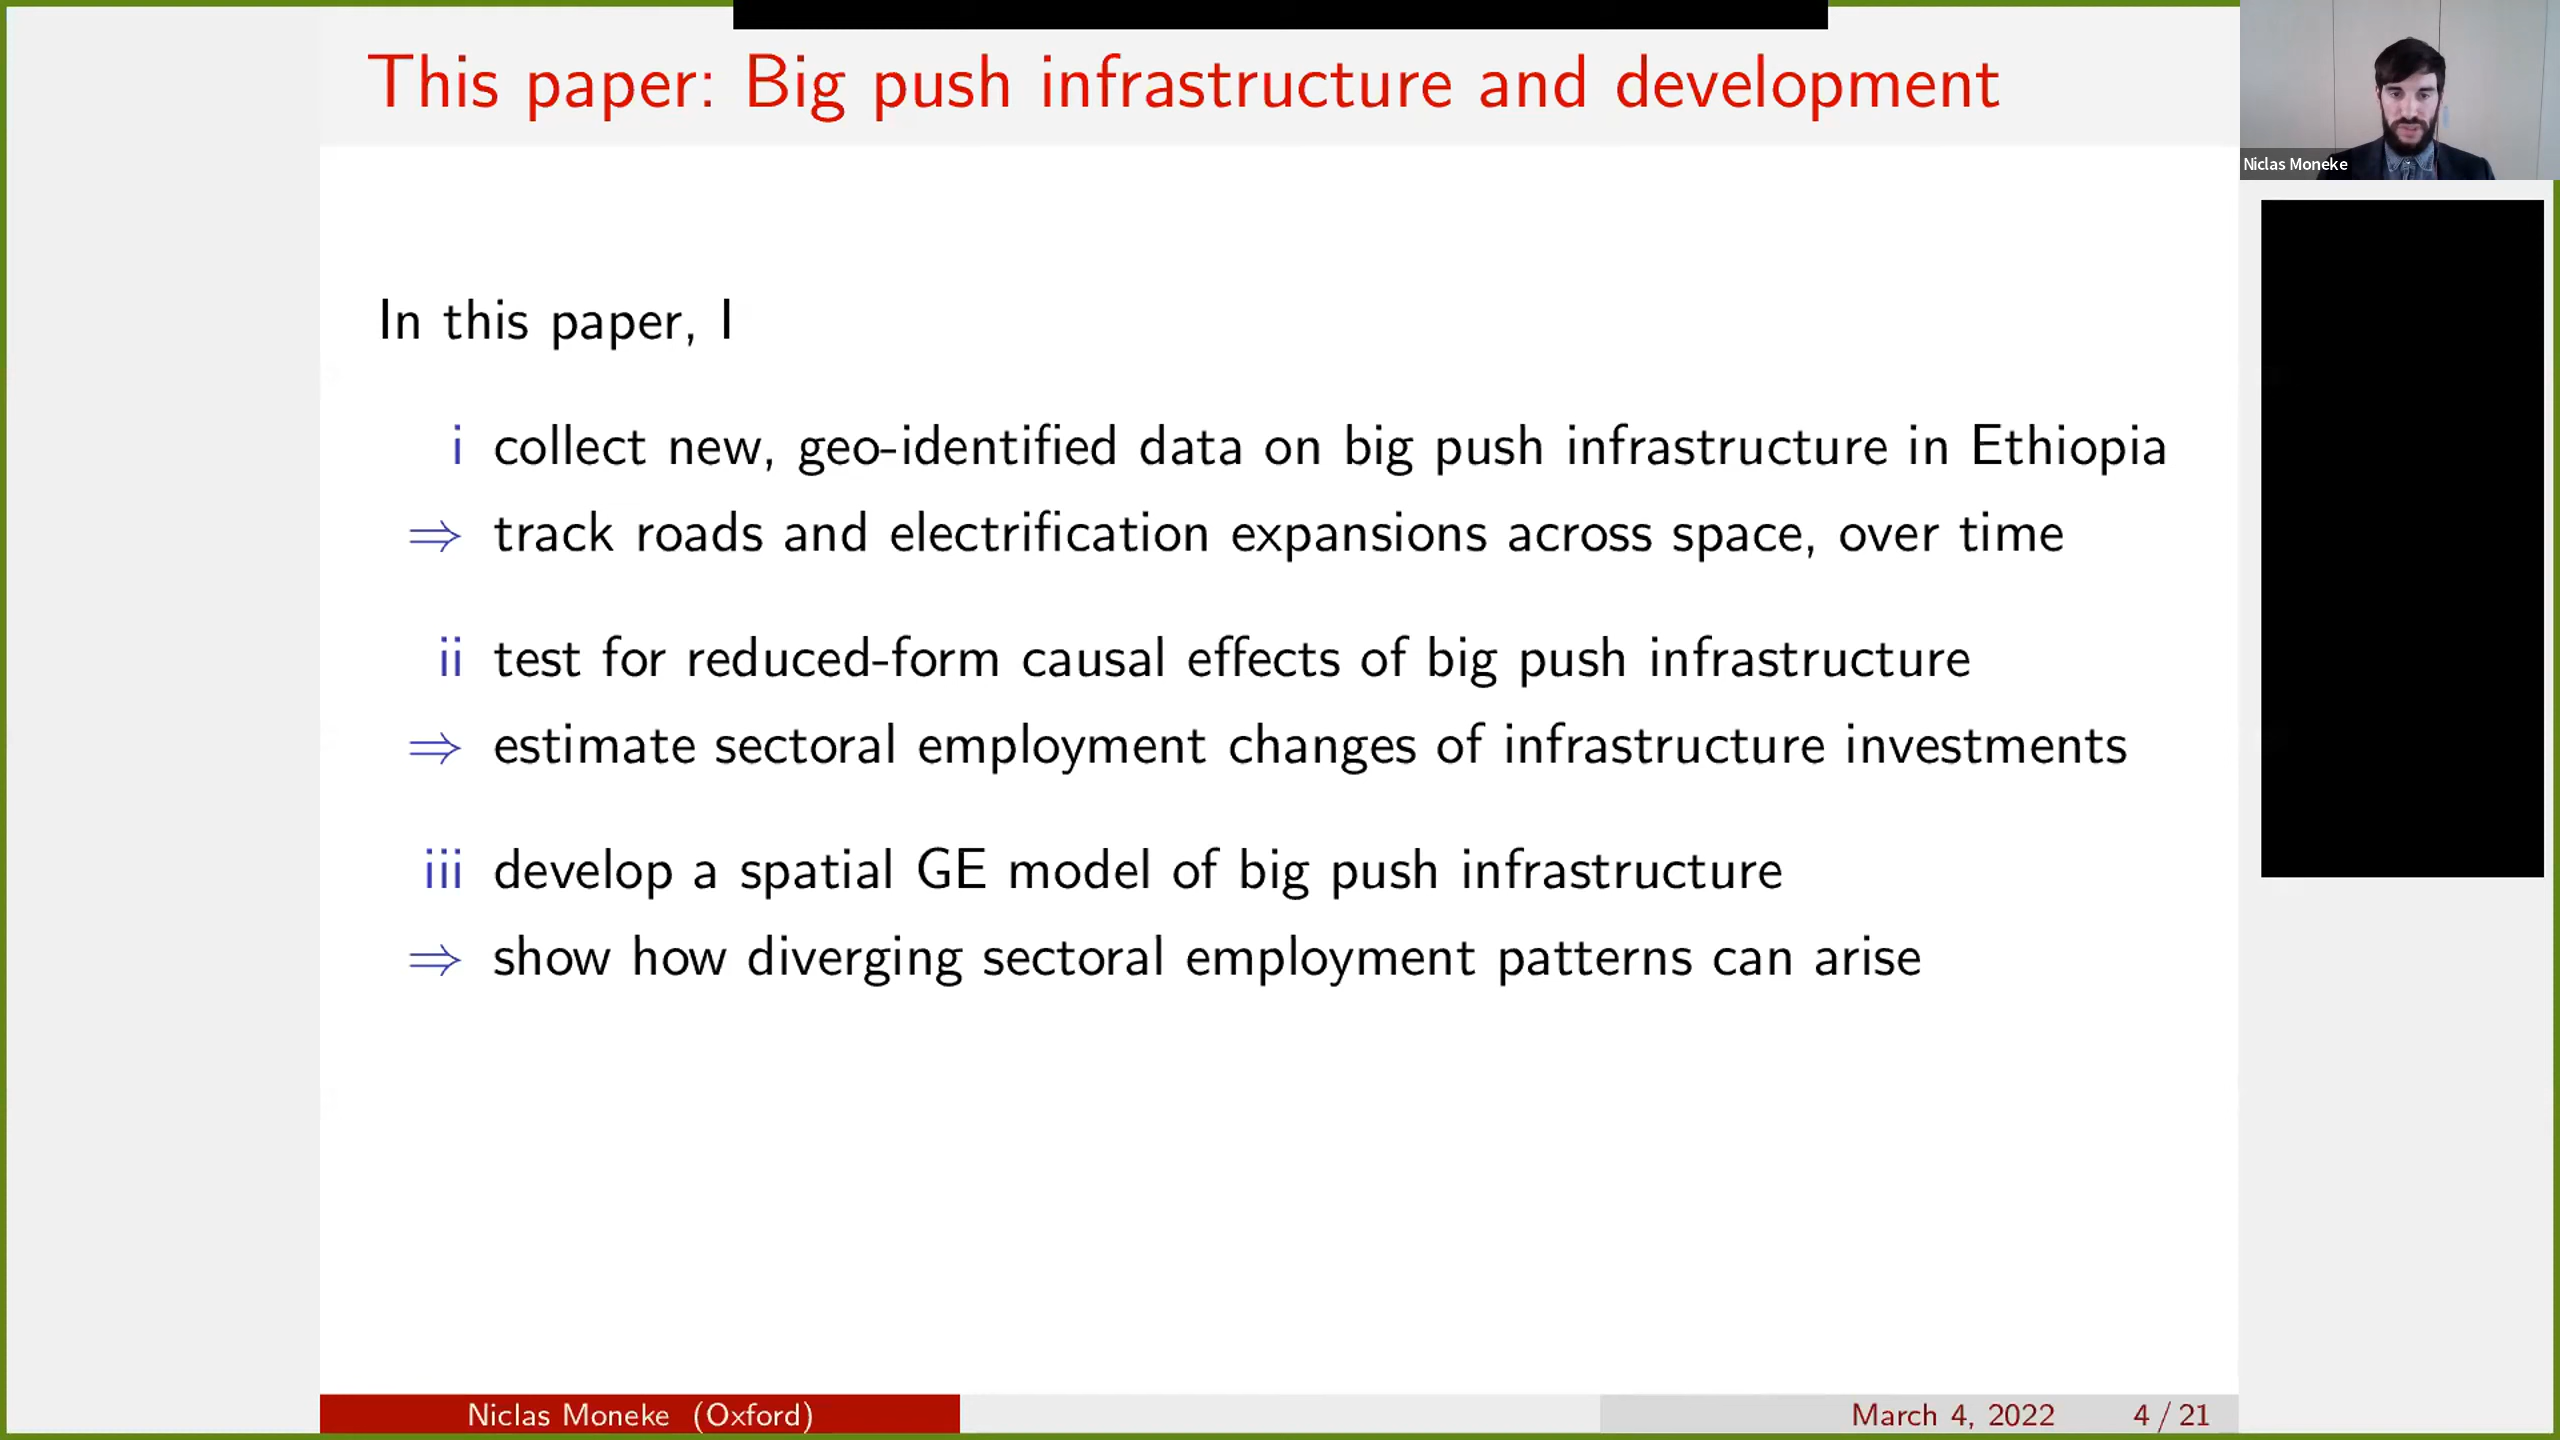 This paper: Big push infrastructure and development
Niclas Moneke
In this paper, I
i collect new, geo-identified data on big push infrastructure in Ethiopia
⇒ track roads and electrification expansions across space, over time
ii test for reduced-form causal effects of big push infrastructure
⇒ estimate sectoral employment changes of infrastructure investments
iii develop a spatial GE model of big push infrastructure
⇒ show how diverging sectoral employment patterns can arise
Niclas Moneke (Oxford) March 4, 2022 4 / 21